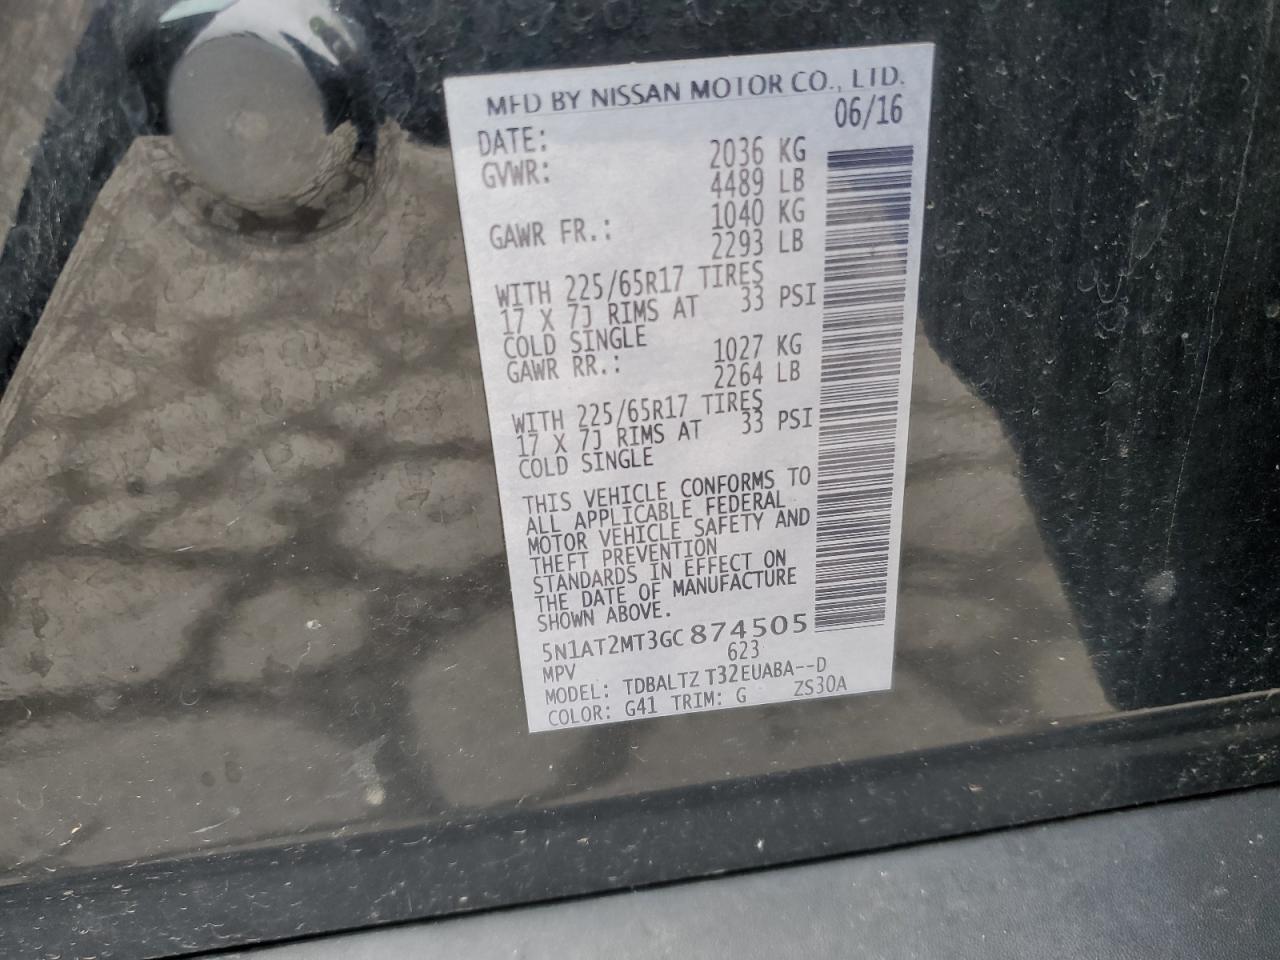 MFD BY NISSAN MOTOR CO., LTD.
DATE: 06/16
GVWR: 2036 KG
4489 LB
GAWR FR.: 1040 KG
2293 LB
WITH 225/65R17 TIRES
17 X 7J RIMS AT 33 PSI
COLD SINGLE
GAWR RR.: 1027 KG
2264 LB
WITH 225/65R17 TIRES
17 X 7J RIMS AT 33 PSI
COLD SINGLE
THIS VEHICLE CONFORMS TO
ALL APPLICABLE FEDERAL
MOTOR VEHICLE SAFETY AND
THEFT PREVENTION
STANDARDS IN EFFECT ON
THE DATE OF MANUFACTURE
SHOWN ABOVE.
5N1AT2MT3GC874505
MPV 623
MODEL: TDBALTZ T32EUABA--D
COLOR: G41 TRIM: G ZS30A